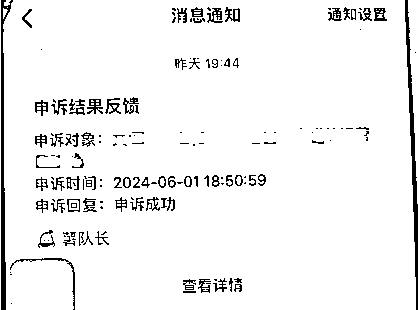 消息通知
通知设置
昨天 19:44
申诉结果反馈
申诉对象：
申诉时间：2024-06-01 18:50:59
申诉回复：申诉成功
薯队长
查看详情